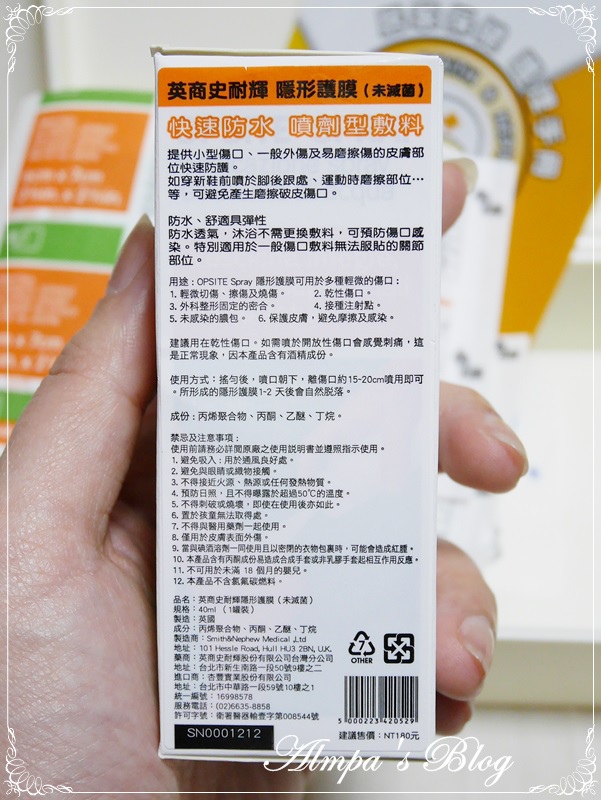 英商史耐輝 隱形護膜(未滅菌)
快速防水 噴劑型敷料
提供小型傷口、一般外傷及易磨擦傷的皮膚部
位快速防護。
如穿新鞋前噴於腳後跟處、運動時磨擦部位⋯
等,可避免產生磨擦破皮傷口。
防水、舒適具彈性
防水透氣,沐浴不需更換敷料,可預防傷口感
染。特別適用於一般傷口敷料無法服貼的關節
部位。
用途:OPSITE Spray 隱形護膜可用於多種輕微的傷口:
1. 輕微切傷、擦傷及燒傷。 2. 乾性傷口。
3. 外科整形固定的密合。 4. 接種注射點。
5. 未感染的膿包。 6. 保護皮膚,避免摩擦及感染。
建議用在乾性傷口。如需噴於開放性傷口會感覺刺痛,這
是正常現象,因本產品含有酒精成份。
使用方式:搖勻後,噴口朝下,離傷口約15~20cm噴用即可
。所形成的隱形護膜1-2 天後會自然脫落。
成份:丙烯聚合物、丙酮、乙醚、丁烷。
禁忌及注意事項:
使用前請務必詳閱原廠之使用説明書並遵照指示使用。
1. 避免吸入:用於通風良好處。
2. 避免與眼睛或織物接觸。
3. 不得接近火源、熱源或任何發熱物質。
4. 預防日照,且不得曝露於超過50°C的溫度。
5. 不得刺破或燒壞,即使在使用後亦如此。
6. 置於孩童無法取得處。
7. 不得與醫用藥劑一起使用。
8. 僅用於皮膚表面外傷。
9. 當與碘酒溶劑一同使用且以密閉的衣物包裹時,可能會造成紅腫。
10. 本產品含有丙酮成份易造成合成手套或非乳膠手套起相互作用反應。
11. 不可用於未滿 18 個月的嬰兒。
12. 本產品不含氯氟碳燃料。
品名:英商史耐輝隱形護膜(未滅菌)
規格:40ml(1罐裝)
製造:英國
成分:丙烯聚合物、丙酮、乙醚、丁烷
製造商:Smith&Nephew Medical ,Ltd
地址:101 Hessle Road, Hull HU3 2BN, U.K.
藥商:英商史耐輝股份有限公司台灣分公司
地址:台北市新生南路一段50號9樓之二
進口商:杏豐實業股份有限公司
地址:台北市中華路一段59號10樓之1
統一編號:16998578
服務電話:(02)6635-8858
許可字號:衛署醫器輸壹字第008544號
SN0001212
7
OTHER
5 000223 420529
建議售價:NT180元
Almpa's Blog